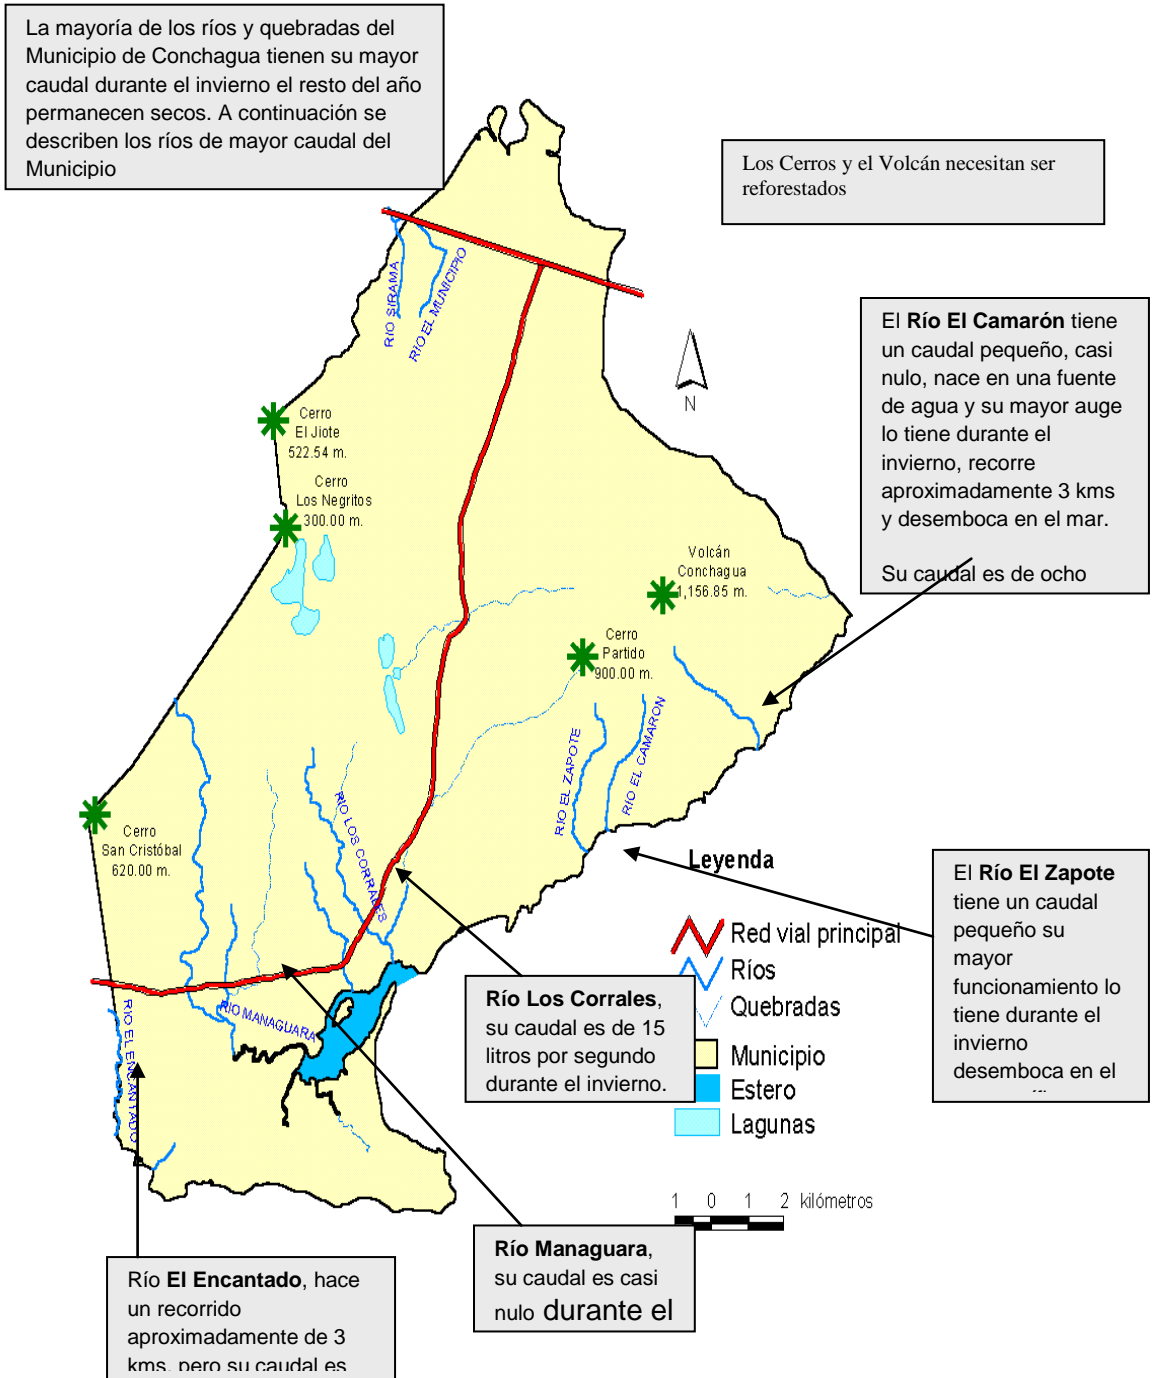 La mayoría de los ríos y quebradas del
Municipio de Conchagua tienen su mayor
caudal durante el invierno el resto del año
permanecen secos. A continuación se
describen los ríos de mayor caudal del
Municipio
Los Cerros y el Volcán necesitan ser
reforestados
RIO SIRAMA
RIO EL MUNICIPIO
El Río El Camarón tiene
un caudal pequeño, casi
nulo, nace en una fuente
de agua y su mayor auge
lo tiene durante el
invierno, recorre
aproximadamente 3 kms
y desemboca en el mar.
Su caudal es de ocho
N
Cerro
El Jiote
522.54 m.
Cerro
Los Negritos
300.00 m.
Volcán
Conchagua
1,156.85 m.
Cerro
Partido
900.00 m.
RIO EL ZAPOTE
RIO EL CAMARON
RIO LOS CORRALES
Cerro
San Cristóbal
620.00 m.
RIO MANAGUARA
RIO EL ENCANTADO
Leyenda
Red vial principal
Ríos
Quebradas
Municipio
Estero
Lagunas
El Río El Zapote
tiene un caudal
pequeño su
mayor
funcionamiento lo
tiene durante el
invierno
desemboca en el
Río Los Corrales,
su caudal es de 15
litros por segundo
durante el invierno.
1 0 1 2 kilómetros
Río Managuara,
su caudal es casi
nulo durante el
Río El Encantado, hace
un recorrido
aproximadamente de 3
kms. pero su caudal es